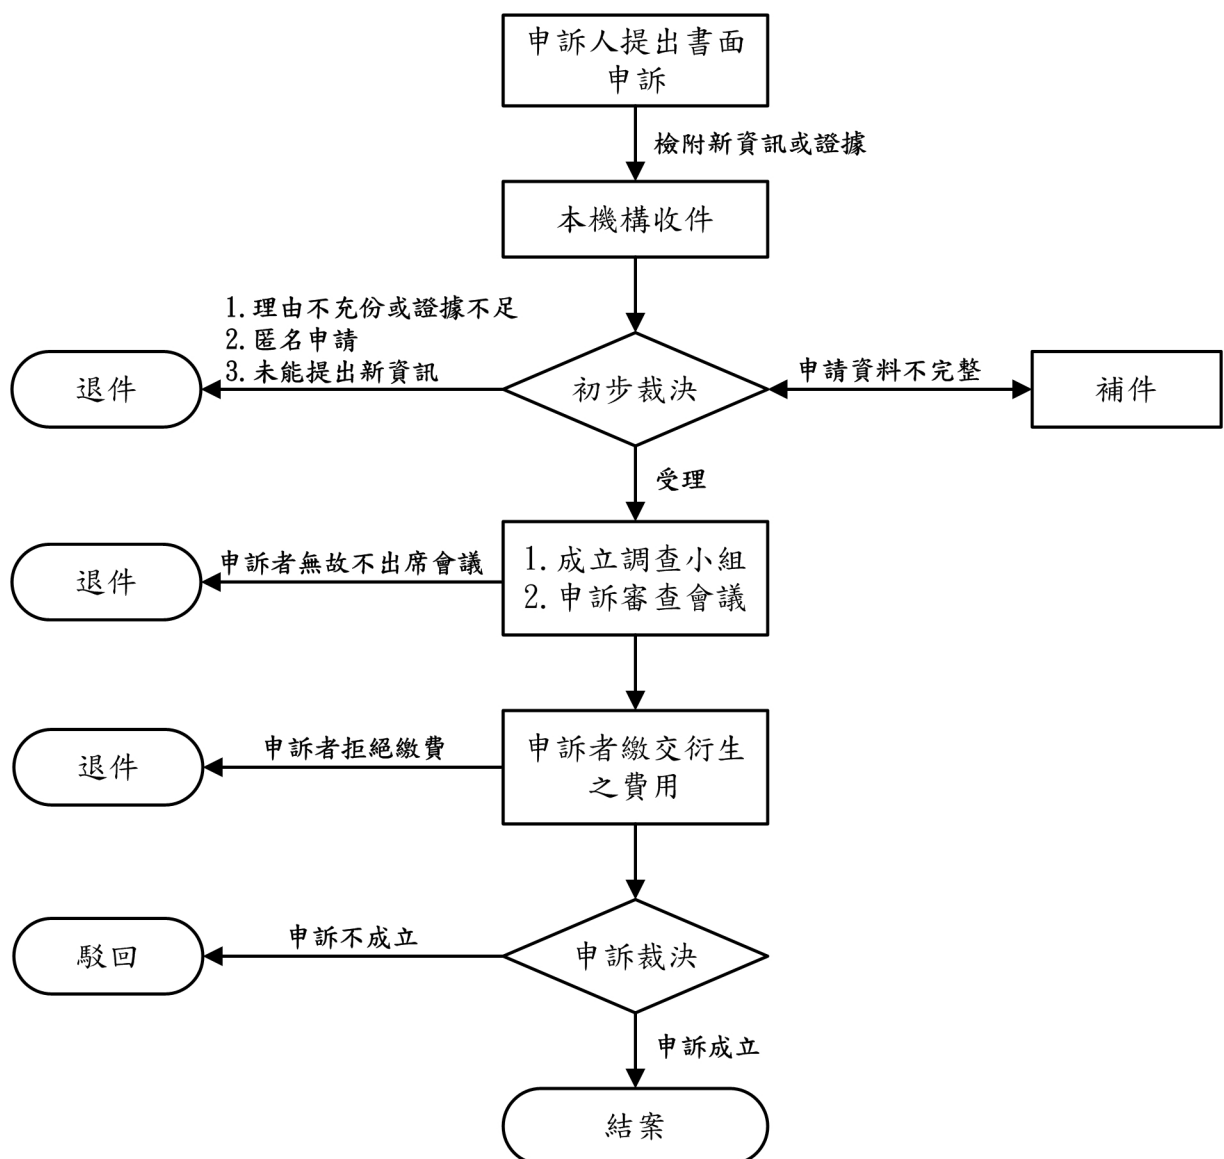 申訴人提出書面
申訴
檢附新資訊或證據
本機構收件
1.理由不充份或證據不足
2.匿名申請
3.未能提出新資訊
退件
初步裁決
申請資料不完整
補件
受理
申訴者無故不出席會議
退件
1.成立調查小組
2.申訴審查會議
申訴者拒絕繳費
退件
申訴者繳交衍生
之費用
申訴不成立
駁回
申訴裁決
申訴成立
結案